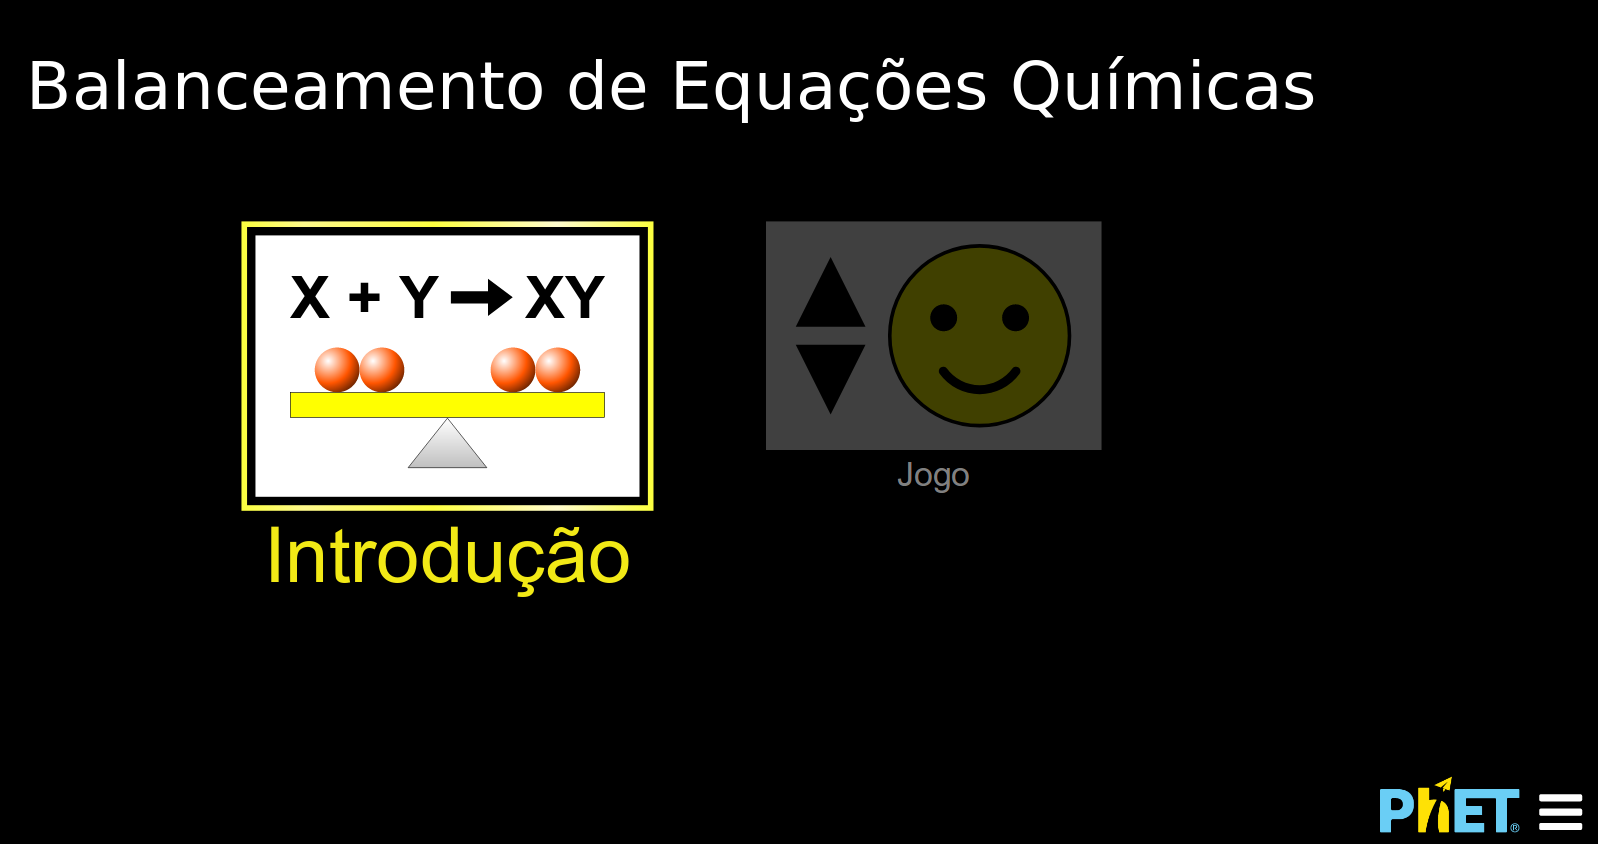 Balanceamento de Equações Químicas
X + Y → XY
Introdução
Jogo
PhET®